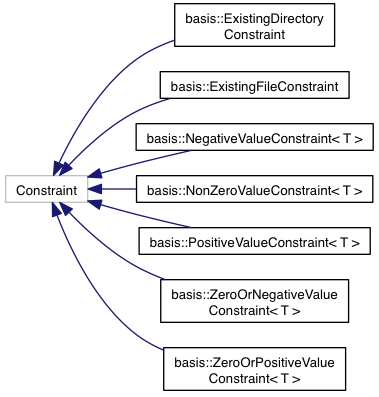 basis::ExistingDirectory
Constraint
basis::ExistingFileConstraint
basis::NegativeValueConstraint< T >
Constraint
basis::NonZeroValueConstraint< T >
basis::PositiveValueConstraint< T >
basis::ZeroOrNegativeValue
Constraint< T >
basis::ZeroOrPositiveValue
Constraint< T >